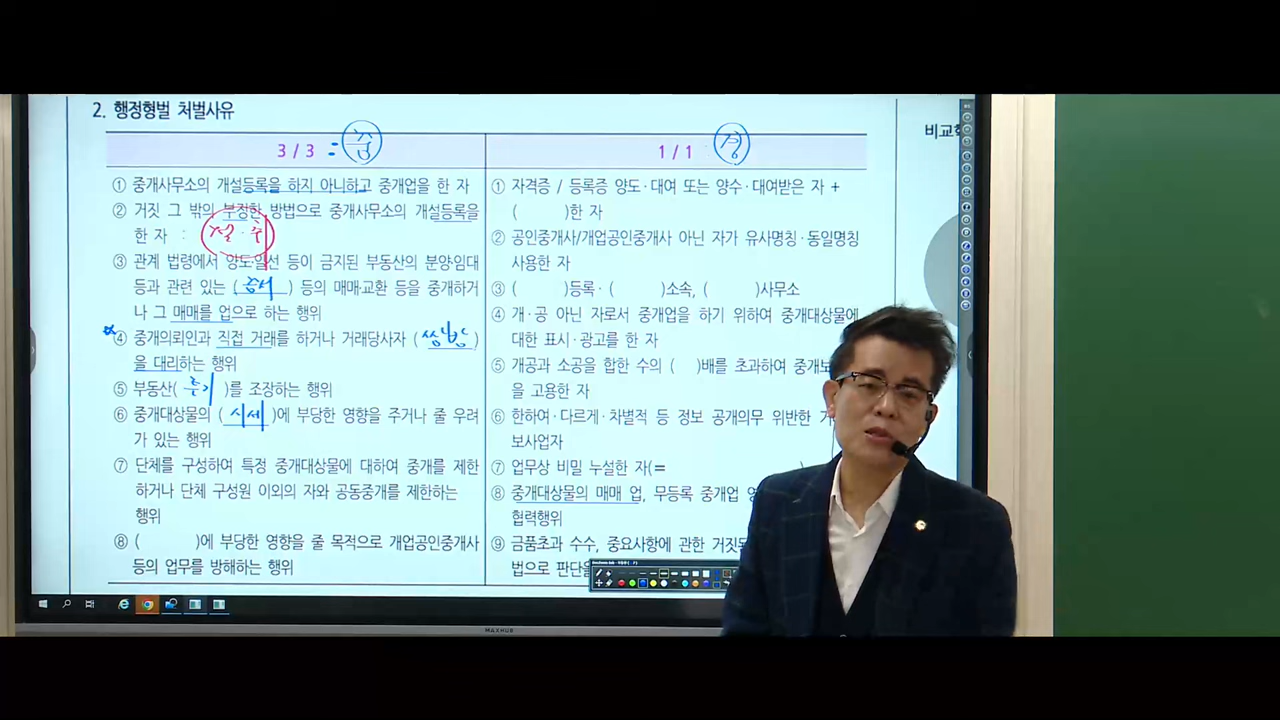 2. 행정형벌 처벌사유
비교
3 / 3 = 중
1 / 1 경
① 중개사무소의 개설등록을 하지 아니하고 중개업을 한 자
② 거짓 그 밖의 부정한 방법으로 중개사무소의 개설등록을
한 자 :
③ 관계 법령에서 양도·알선 등이 금지된 부동산의 분양·임대
등과 관련 있는 ( 증서 ) 등의 매매·교환 등을 중개하거
나 그 매매를 업으로 하는 행위
④ 중개의뢰인과 직접 거래를 하거나 거래당사자 ( 쌍방 )
을 대리하는 행위
⑤ 부동산( 투기 )를 조장하는 행위
⑥ 중개대상물의 ( 시세 )에 부당한 영향을 주거나 줄 우려
가 있는 행위
⑦ 단체를 구성하여 특정 중개대상물에 대하여 중개를 제한
하거나 단체 구성원 이외의 자와 공동중개를 제한하는
행위
⑧ ( )에 부당한 영향을 줄 목적으로 개업공인중개사
등의 업무를 방해하는 행위
① 자격증 / 등록증 양도·대여 또는 양수·대여받은 자 +
( )한 자
② 공인중개사/개업공인중개사 아닌 자가 유사명칭·동일명칭
사용한 자
③ ( )등록·( )소속, ( )사무소
④ 개·공 아닌 자로서 중개업을 하기 위하여 중개대상물에
대한 표시·광고를 한 자
⑤ 개공과 소공을 합한 수의 ( )배를 초과하여 중개보
을 고용한 자
⑥ 한하여·다르게·차별적 등 정보 공개의무 위반한
보사업자
⑦ 업무상 비밀 누설한 자(= )
⑧ 중개대상물의 매매 업, 무등록 중개업
협력행위
⑨ 금품초과 수수, 중요사항에 관한 거짓
법으로 판단을
MAXHUB